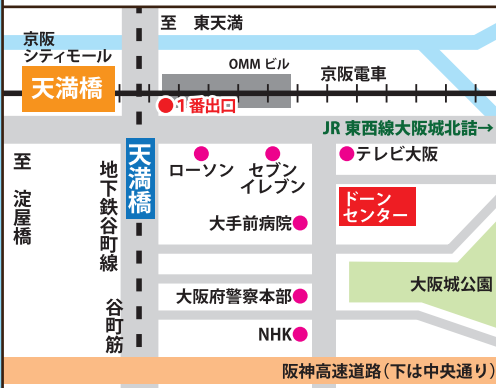 至 東天満
京阪
シティモール
OMM ビル
天満橋
京阪電車
1番出口
JR 東西線大阪城北詰→
天満橋
ローソン
セブン
イレブン
テレビ大阪
至 淀屋橋
地下鉄谷町線
ドーン
センター
大手前病院
大阪城公園
大阪府警察本部
谷町筋
NHK
阪神高速道路(下は中央通り)